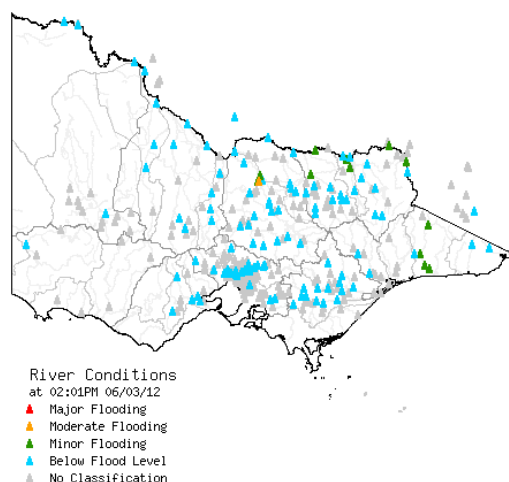 River Conditions
at 02:01PM 06/03/12
Major Flooding
Moderate Flooding
Minor Flooding
Below Flood Level
No Classification